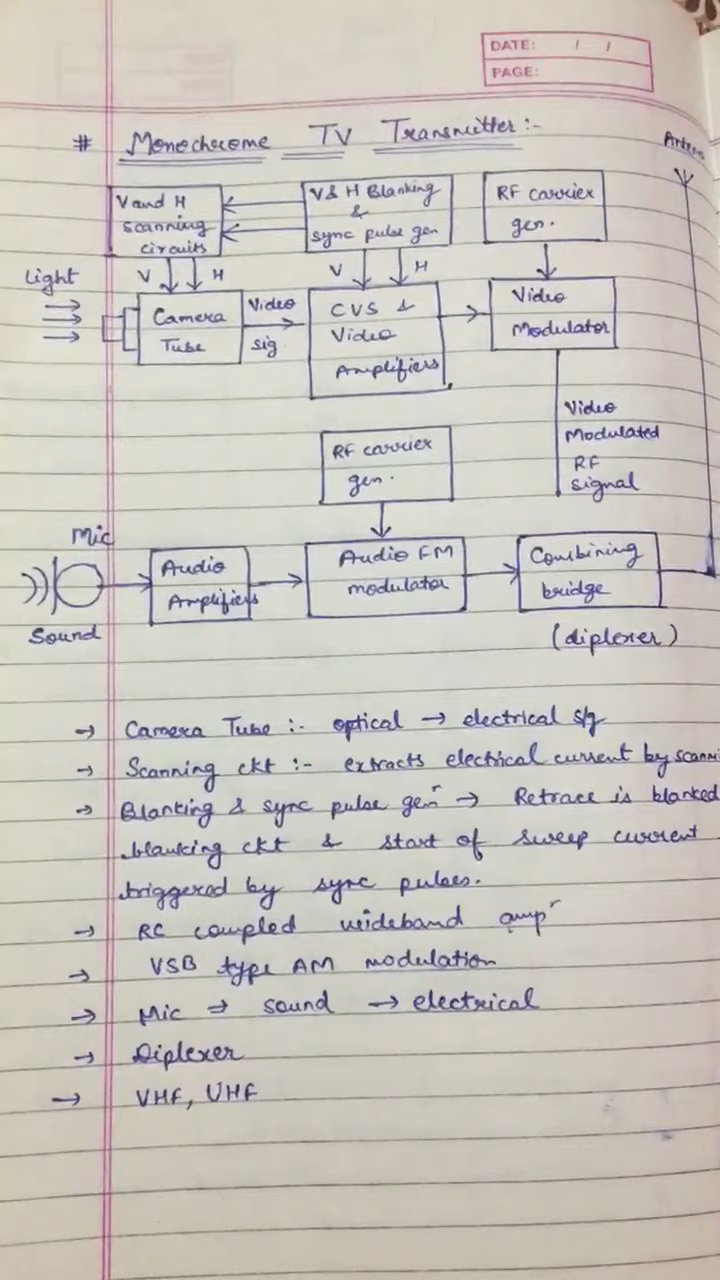 DATE: / /
PAGE:
# Monochrome TV Transmitter :-
V and H
scanning
circuits
V & H Blanking
&
sync pulse gen
RF carrier
gen.
V H
V H
Light
Camera
Tube
Video
sig
CVS &
Video
Amplifiers
Video
Modulator
Video
Modulated
RF
signal
RF carrier
gen.
Mic
Sound
Audio
Amplifiers
Audio FM
modulator
Combining
bridge
(diplexer)
→ Camera Tube :- optical → electrical s/g
→ Scanning ckt :- extracts electrical current by
→ Blanking & sync pulse genr → Retrace is blanked
blanking ckt & start of sweep current
triggered by sync pulses.
→ RC coupled wideband ampr
→ VSB type AM modulation
→ Mic → sound → electrical
→ Diplexer
→ VHF, UHF